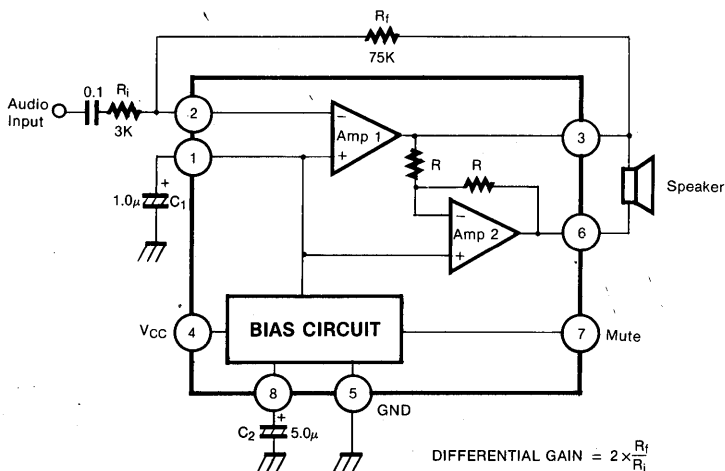 Rf
75K
Audio
Input
0.1
Ri
3K
2
−
Amp 1
+
3
1
R
R
Speaker
+
1.0μ
C1
−
Amp 2
+
6
VCC
4
BIAS CIRCUIT
7
Mute
8
5
GND
+
C2
5.0μ
DIFFERENTIAL GAIN = 2 × Rf/Ri